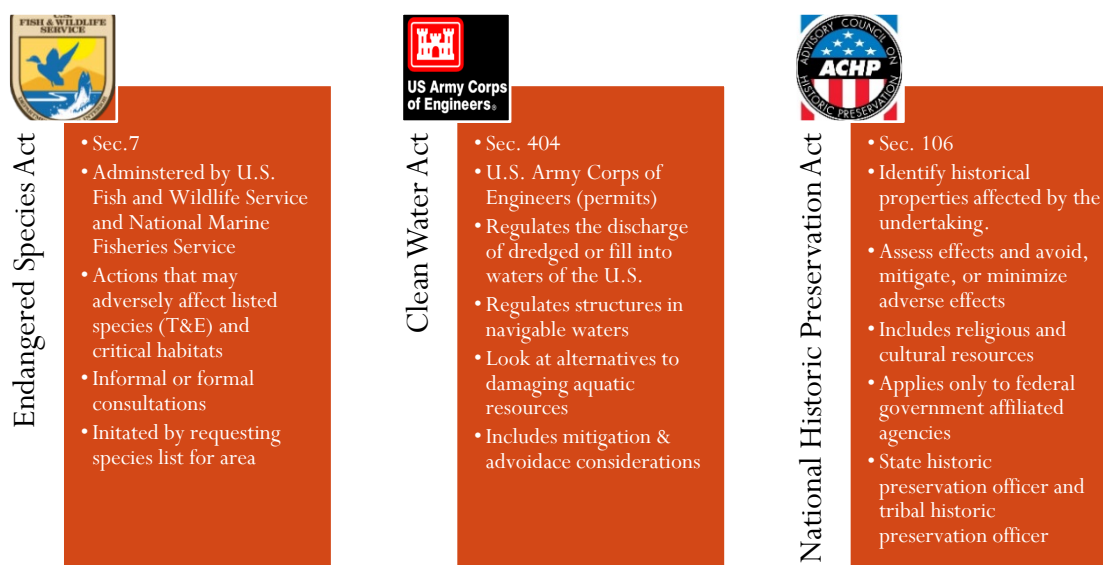 U.S.
FISH & WILDLIFE
SERVICE
Endangered Species Act
• Sec.7
• Adminstered by U.S.
Fish and Wildlife Service
and National Marine
Fisheries Service
• Actions that may
adversely affect listed
species (T&E) and
critical habitats
• Informal or formal
consultations
• Initated by requesting
species list for area
US Army Corps
of Engineers®
Clean Water Act
• Sec. 404
• U.S. Army Corps of
Engineers (permits)
• Regulates the discharge
of dredged or fill into
waters of the U.S.
• Regulates structures in
navigable waters
• Look at alternatives to
damaging aquatic
resources
• Includes mitigation &
advoidace considerations
ADVISORY COUNCIL ON
ACHP
HISTORIC PRESERVATION
National Historic Preservation Act
• Sec. 106
• Identify historical
properties affected by the
undertaking.
• Assess effects and avoid,
mitigate, or minimize
adverse effects
• Includes religious and
cultural resources
• Applies only to federal
government affiliated
agencies
• State historic
preservation officer and
tribal historic
preservation officer